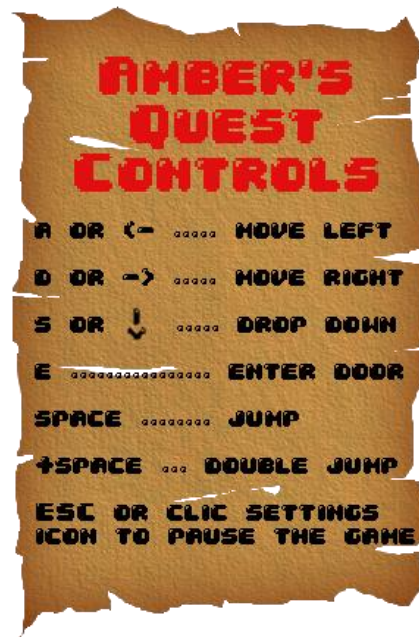 AMBER'S
QUEST
CONTROLS
A OR <- ..... MOVE LEFT
D OR -> ..... MOVE RIGHT
S OR ↓ ..... DROP DOWN
E ................ ENTER DOOR
SPACE ........ JUMP
+SPACE ... DOUBLE JUMP
ESC OR CLIC SETTINGS
ICON TO PAUSE THE GAME